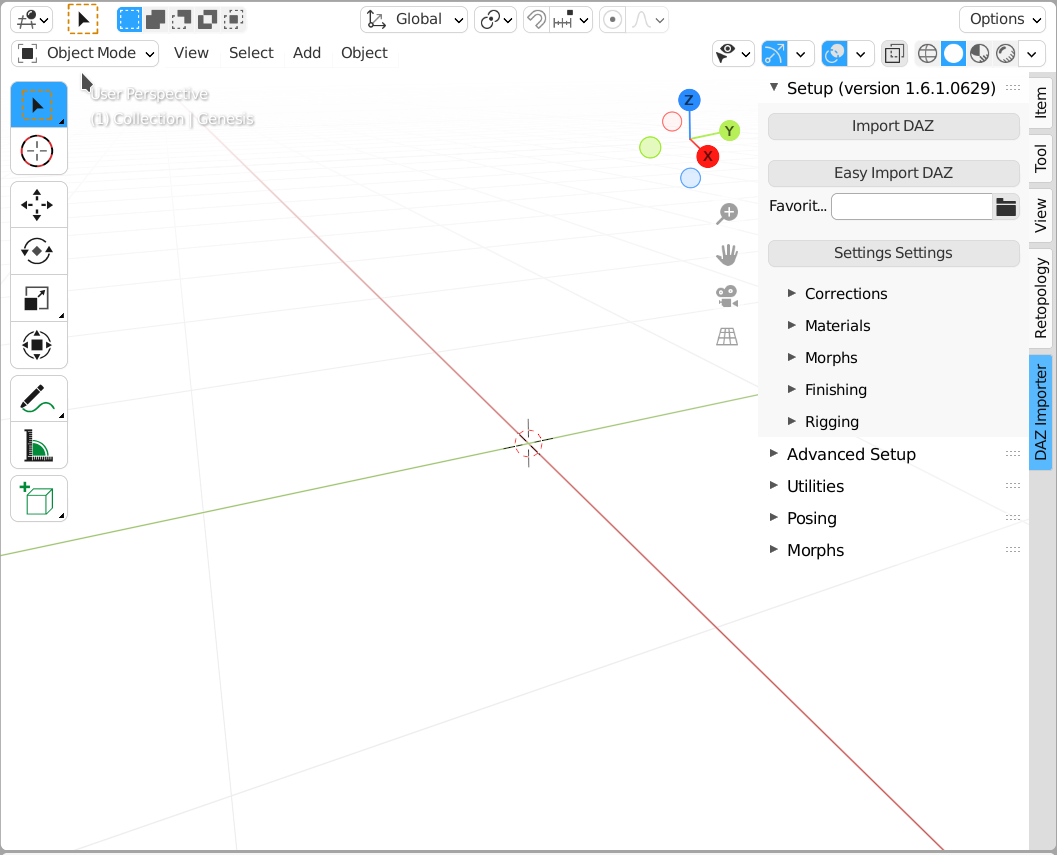 Global
Options
Object Mode
View
Select
Add
Object
User Perspective
(1) Collection | Genesis
Z
Y
X
Setup (version 1.6.1.0629)
Import DAZ
Easy Import DAZ
Favorit...
Settings Settings
Corrections
Materials
Morphs
Finishing
Rigging
Advanced Setup
Utilities
Posing
Morphs
Item
Tool
View
Retopology
DAZ Importer